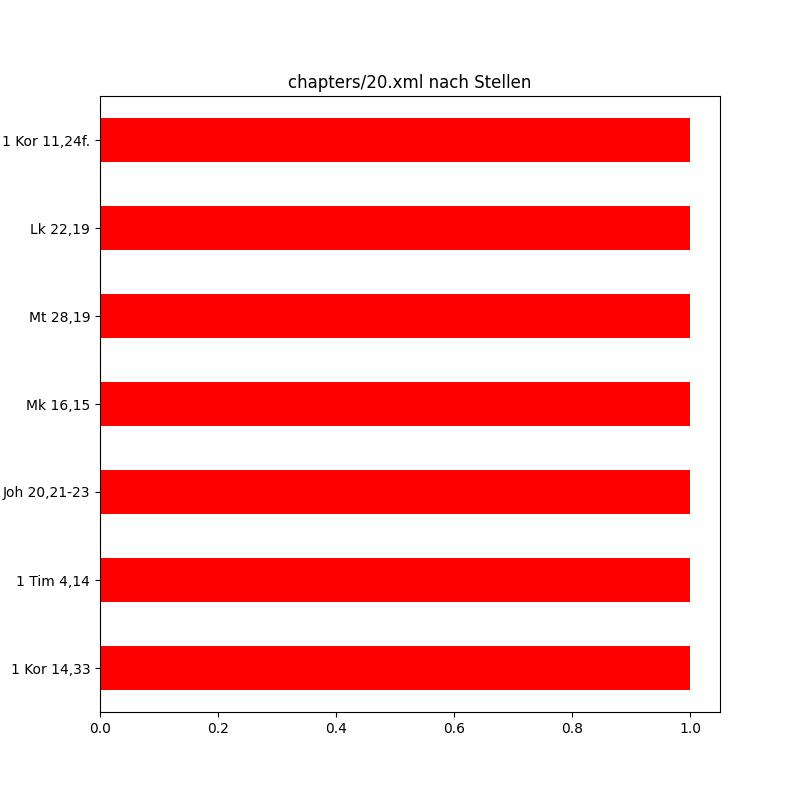 chapters/20.xml nach Stellen
1 Kor 11,24f.
Lk 22,19
Mt 28,19
Mk 16,15
Joh 20,21-23
1 Tim 4,14
1 Kor 14,33
0.0 0.2 0.4 0.6 0.8 1.0